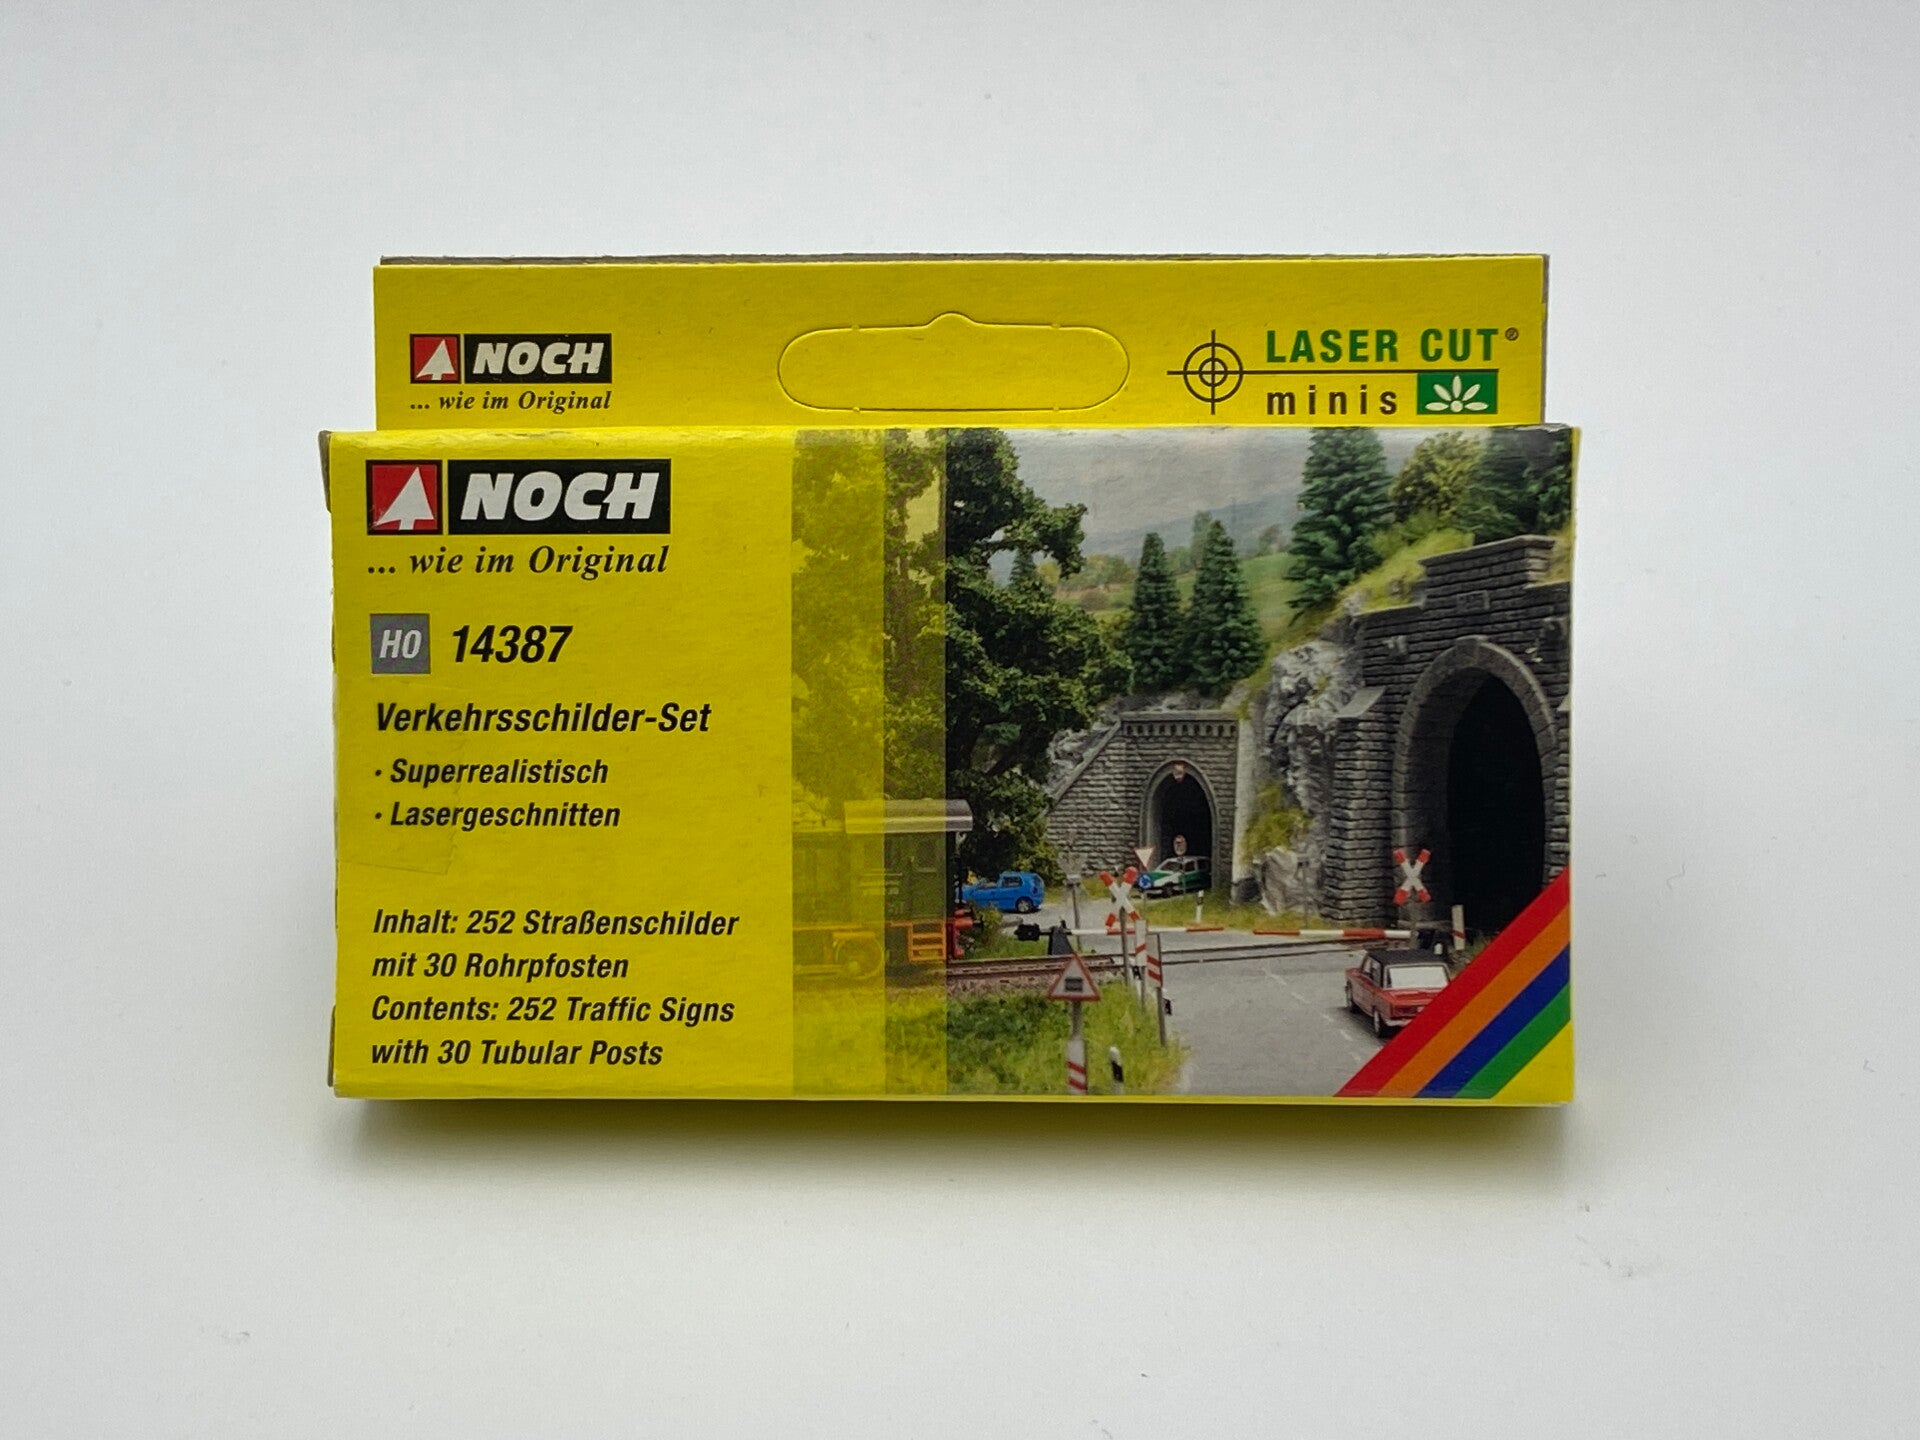 NOCH
... wie im Original
LASER CUT®
minis
NOCH
... wie im Original
H0 14387
Verkehrsschilder-Set
· Superrealistisch
· Lasergeschnitten
Inhalt: 252 Straßenschilder
mit 30 Rohrpfosten
Contents: 252 Traffic Signs
with 30 Tubular Posts